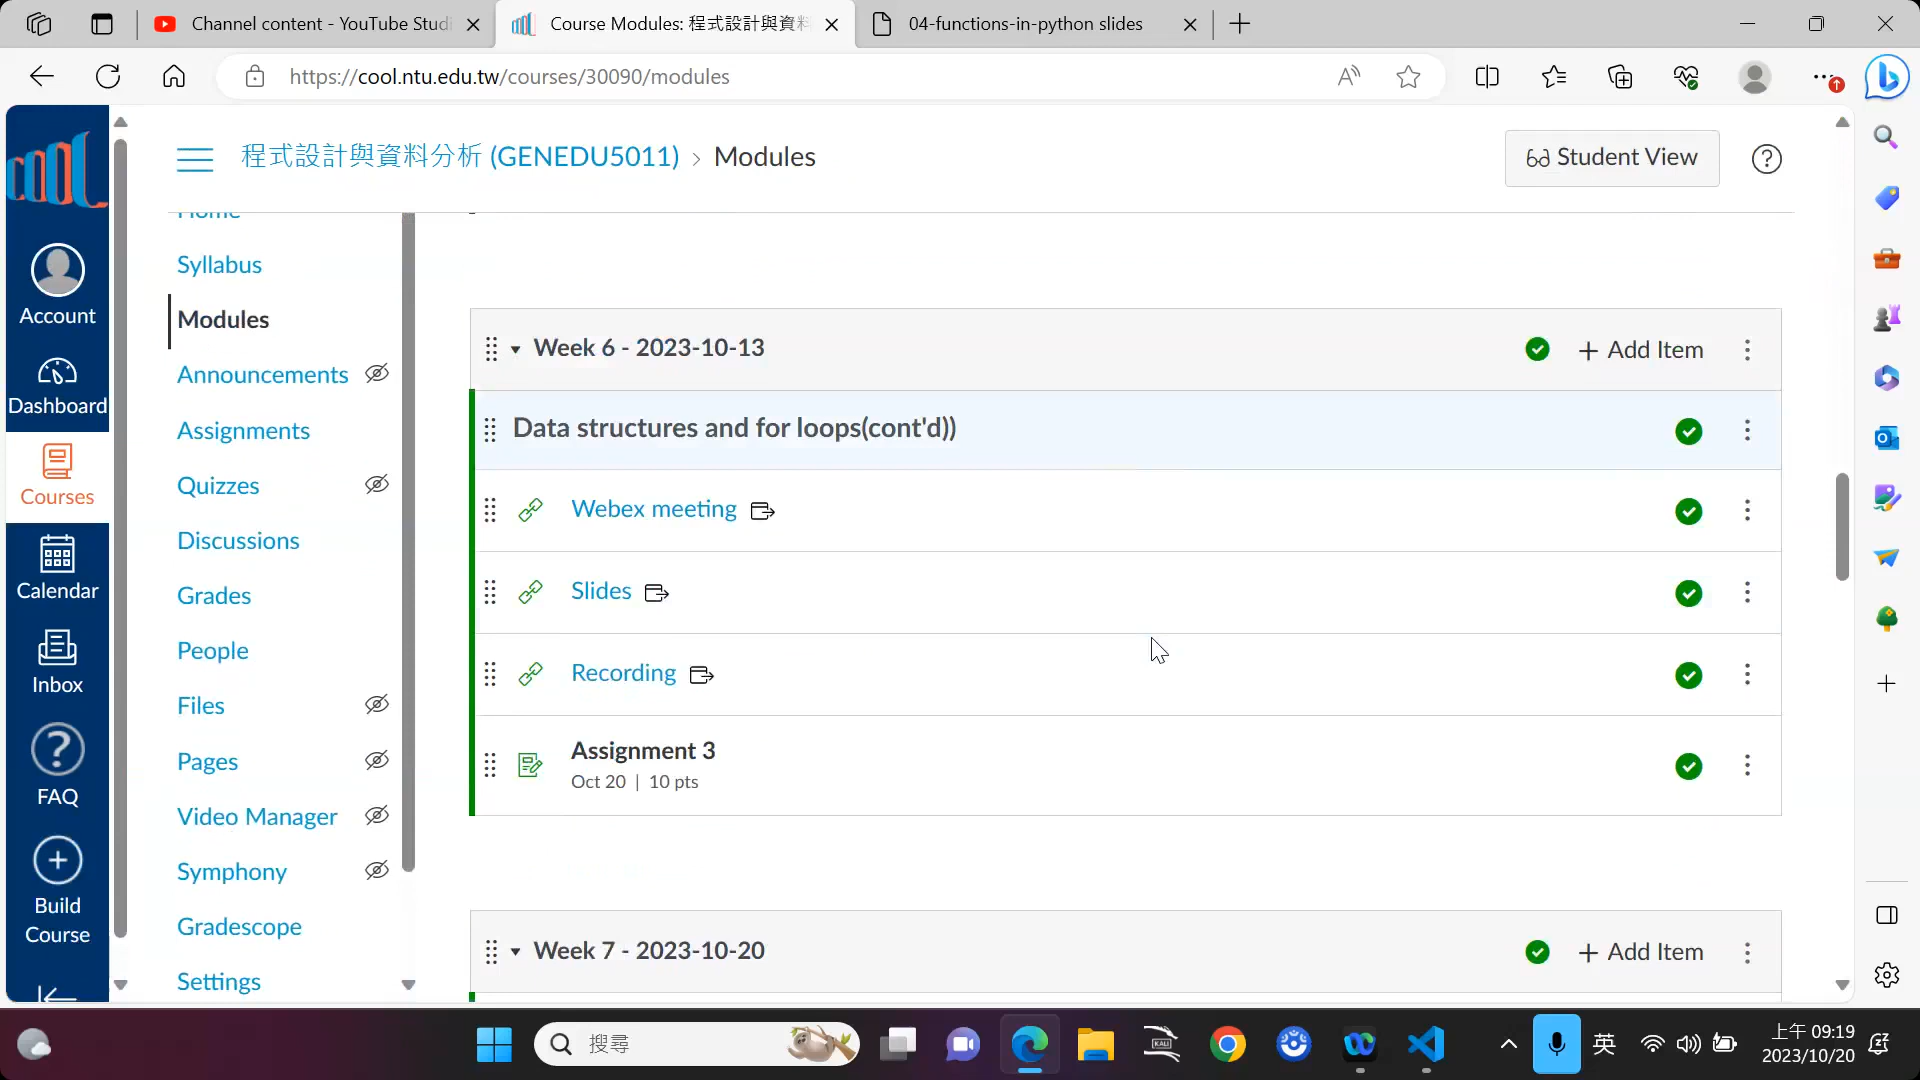 Channel content - YouTube Studi
Course Modules: 程式設計與資料
04-functions-in-python slides
https://cool.ntu.edu.tw/courses/30090/modules
程式設計與資料分析 (GENEDU5011) > Modules
Student View
COOL
Account
Dashboard
Courses
Calendar
Inbox
FAQ
Build
Course
Home
Syllabus
Modules
Announcements
Assignments
Quizzes
Discussions
Grades
People
Files
Pages
Video Manager
Symphony
Gradescope
Settings
Week 6 - 2023-10-13
+ Add Item
Data structures and for loops(cont'd))
Webex meeting
Slides
Recording
Assignment 3
Oct 20 | 10 pts
Week 7 - 2023-10-20
+ Add Item
搜尋
KALI
英
上午 09:19
2023/10/20